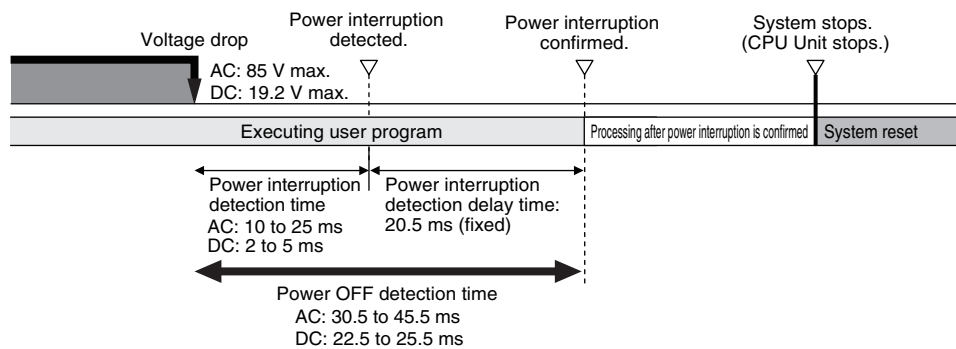 Voltage drop
AC: 85 V max.
DC: 19.2 V max.
Power interruption
detected.
Power interruption
confirmed.
System stops.
(CPU Unit stops.)
Executing user program
Processing after power interruption is confirmed
System reset
Power interruption
detection time
AC: 10 to 25 ms
DC: 2 to 5 ms
Power interruption
detection delay time:
20.5 ms (fixed)
Power OFF detection time
AC: 30.5 to 45.5 ms
DC: 22.5 to 25.5 ms